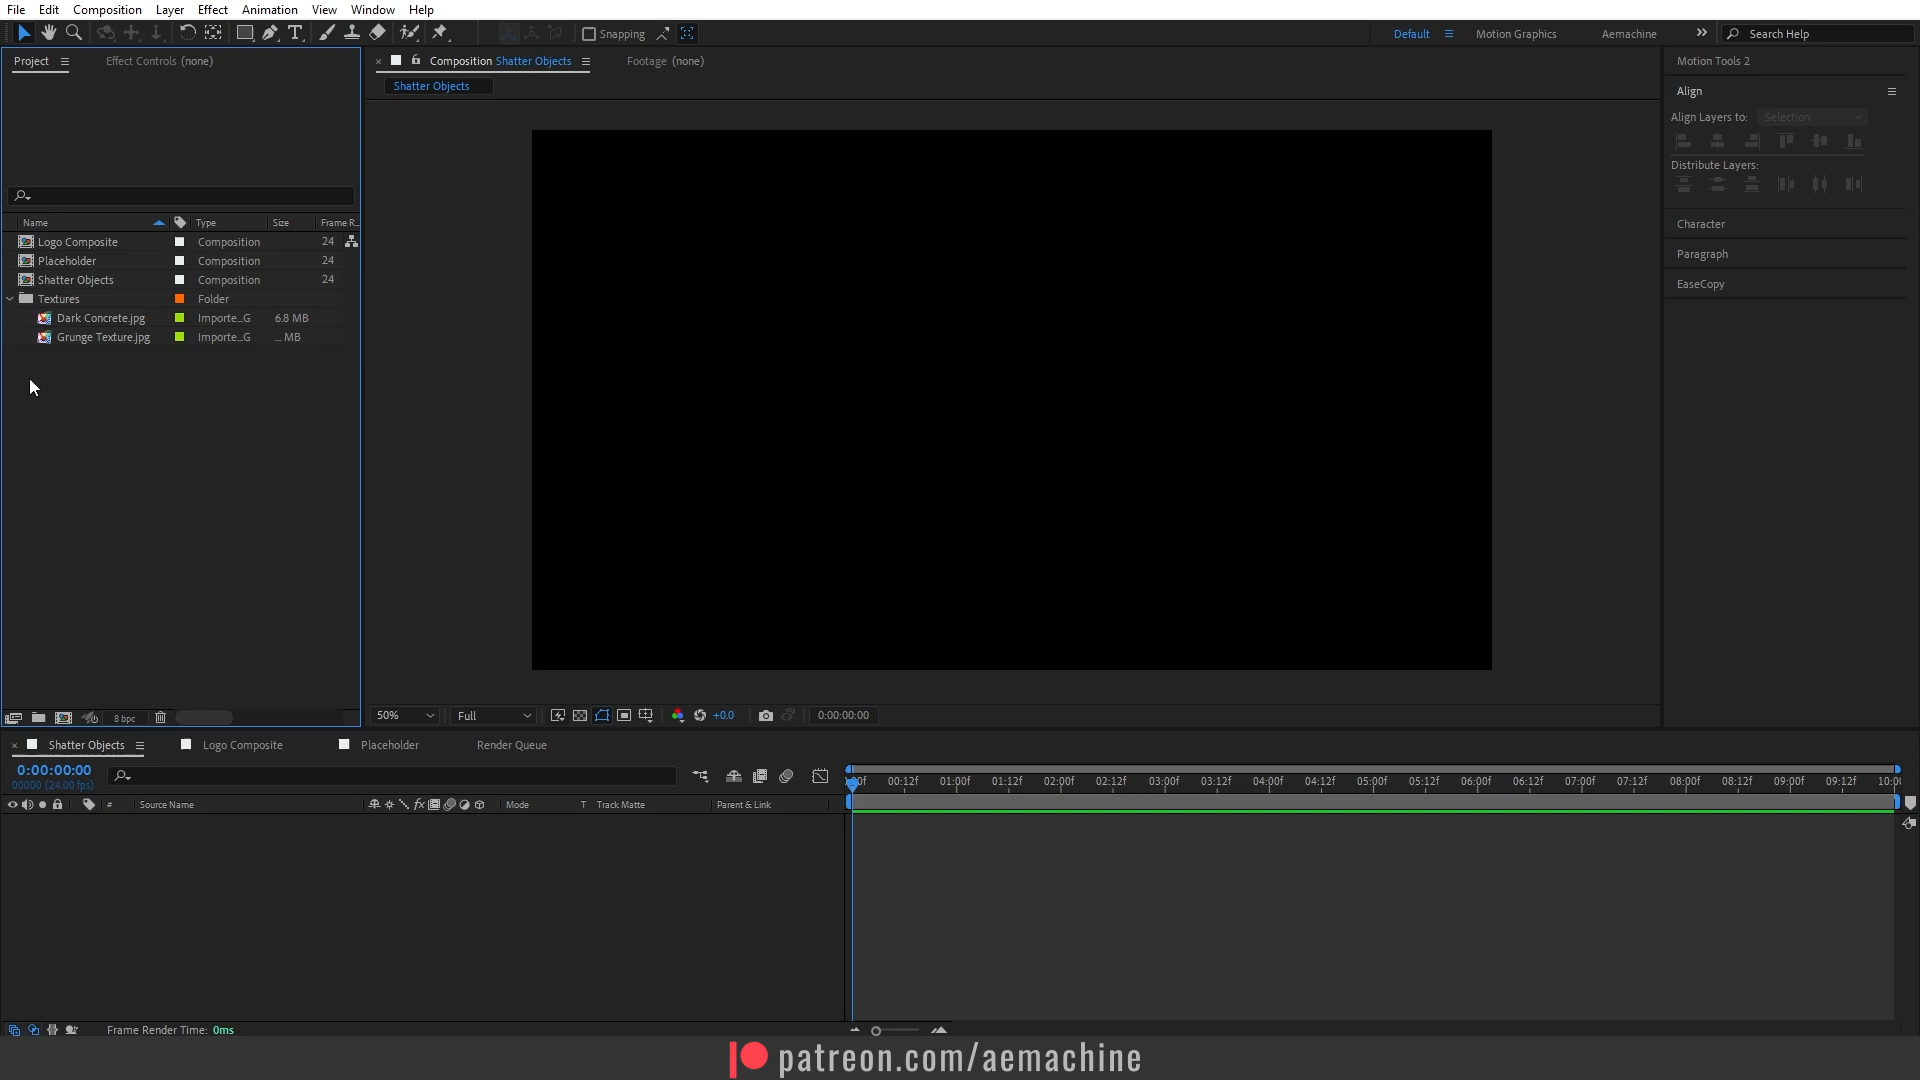 File Edit Composition Layer Effect Animation View Window Help
Snapping Default Motion Graphics Aemachine Search Help
Project Effect Controls (none) Composition Shatter Objects Footage (none) Motion Tools 2
Shatter Objects
Align
Align Layers to: Selection
Distribute Layers:
Name Type Size Frame R...
Character
Logo Composite Composition 24
Placeholder Composition 24
Paragraph
Shatter Objects Composition 24
EaseCopy
Textures Folder
Dark Concrete.jpg Importe...G 6.8 MB
Grunge Texture.jpg Importe...G ... MB
8 bpc 50% Full +0.0 0:00:00:00
Shatter Objects Logo Composite Placeholder Render Queue
0:00:00:00
00000 (24.00 fps)
00:12f 01:00f 01:12f 02:00f 02:12f 03:00f 03:12f 04:00f 04:12f 05:00f 05:12f 06:00f 06:12f 07:00f 07:12f 08:00f 08:12f 09:00f 09:12f 10:0
# Source Name Mode T Track Matte Parent & Link
Frame Render Time: 0ms
patreon.com/aemachine